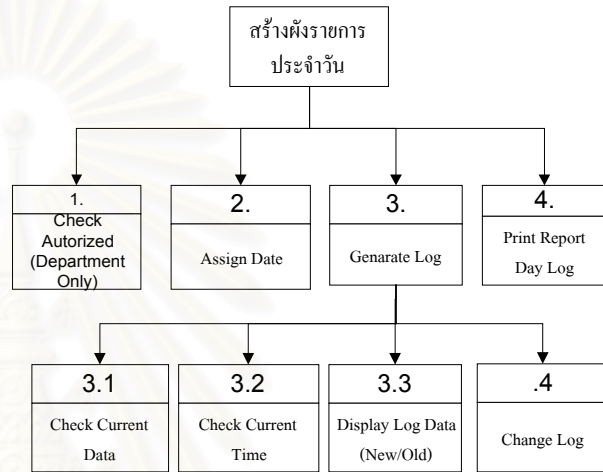 สร้างผังรายการ
ประจำวัน
1.
Check
Autorized
(Department
Only)
2.
Assign Date
3.
Genarate Log
4.
Print Report
Day Log
3.1
Check Current
Data
3.2
Check Current
Time
3.3
Display Log Data
(New/Old)
.4
Change Log